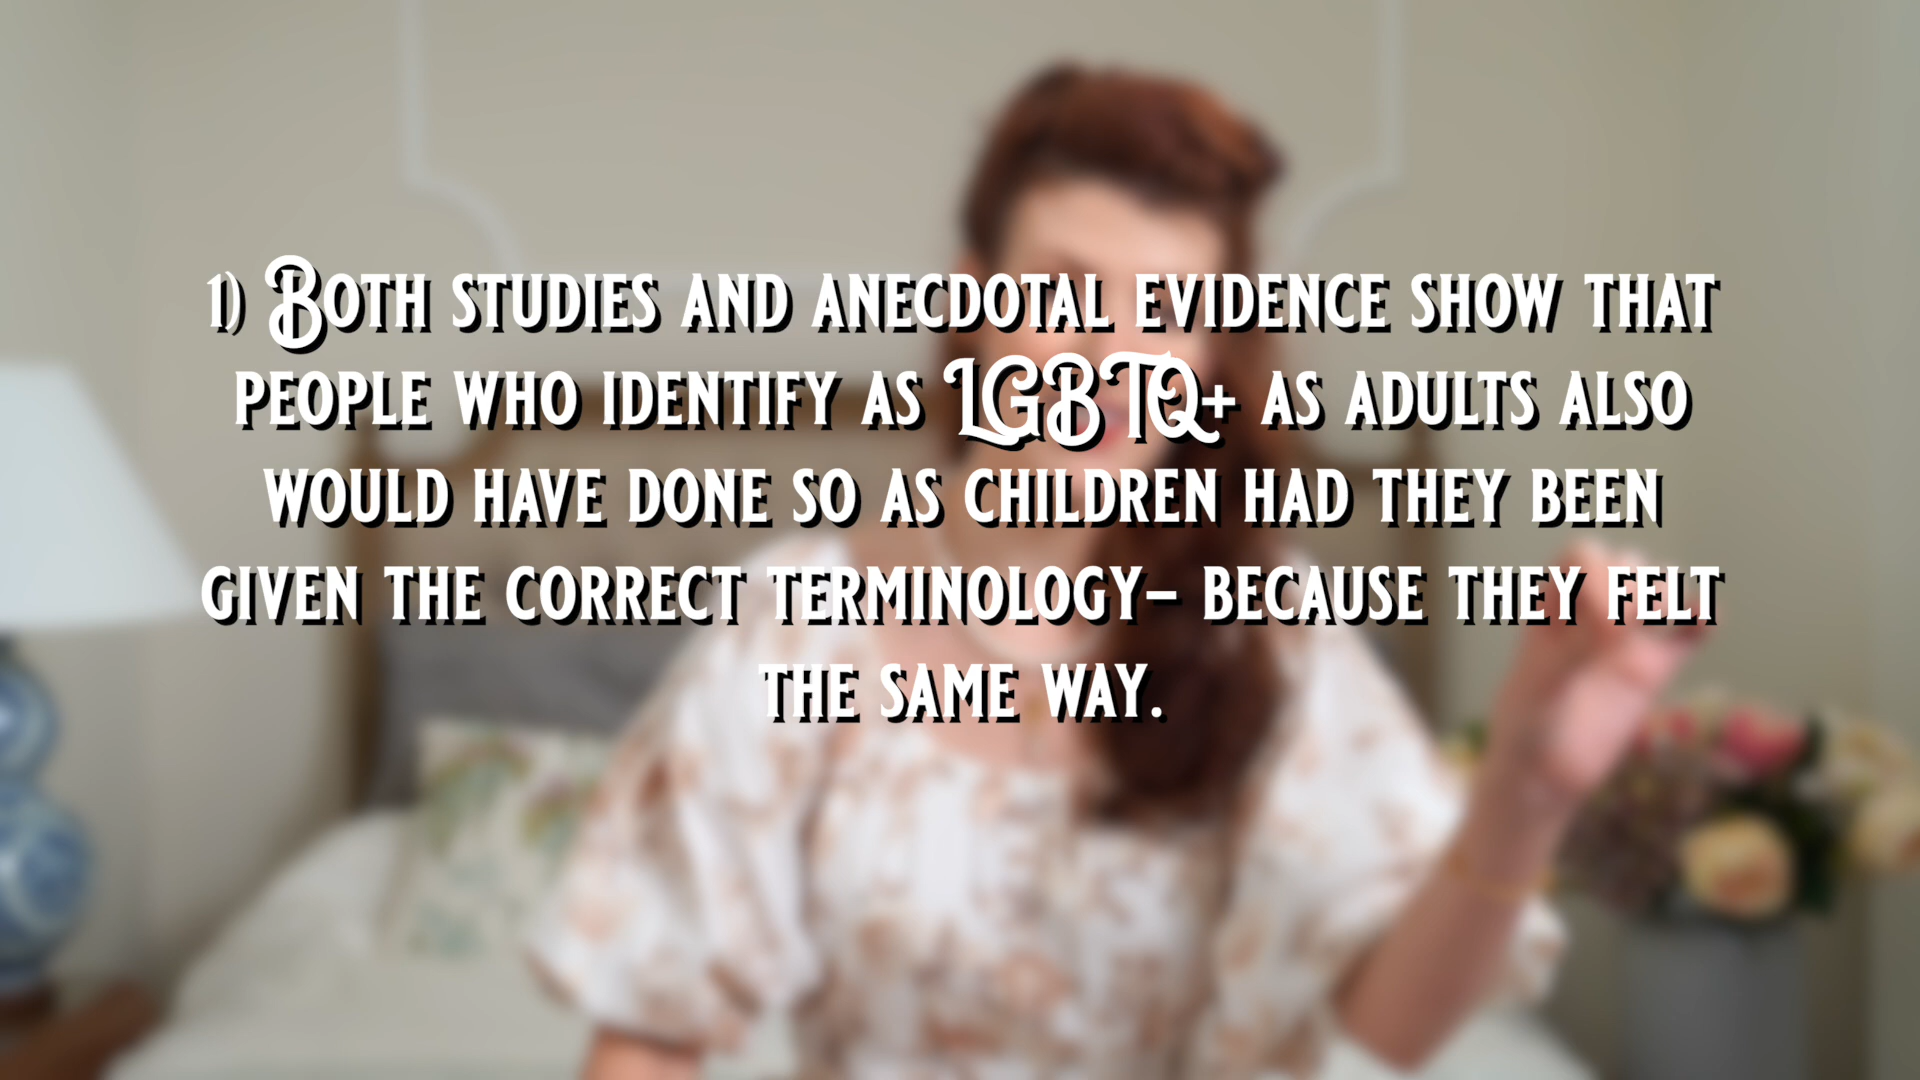 1) Both studies and anecdotal evidence show that
people who identify as LGBTQ+ as adults also
would have done so as children had they been
given the correct terminology– because they felt
the same way.